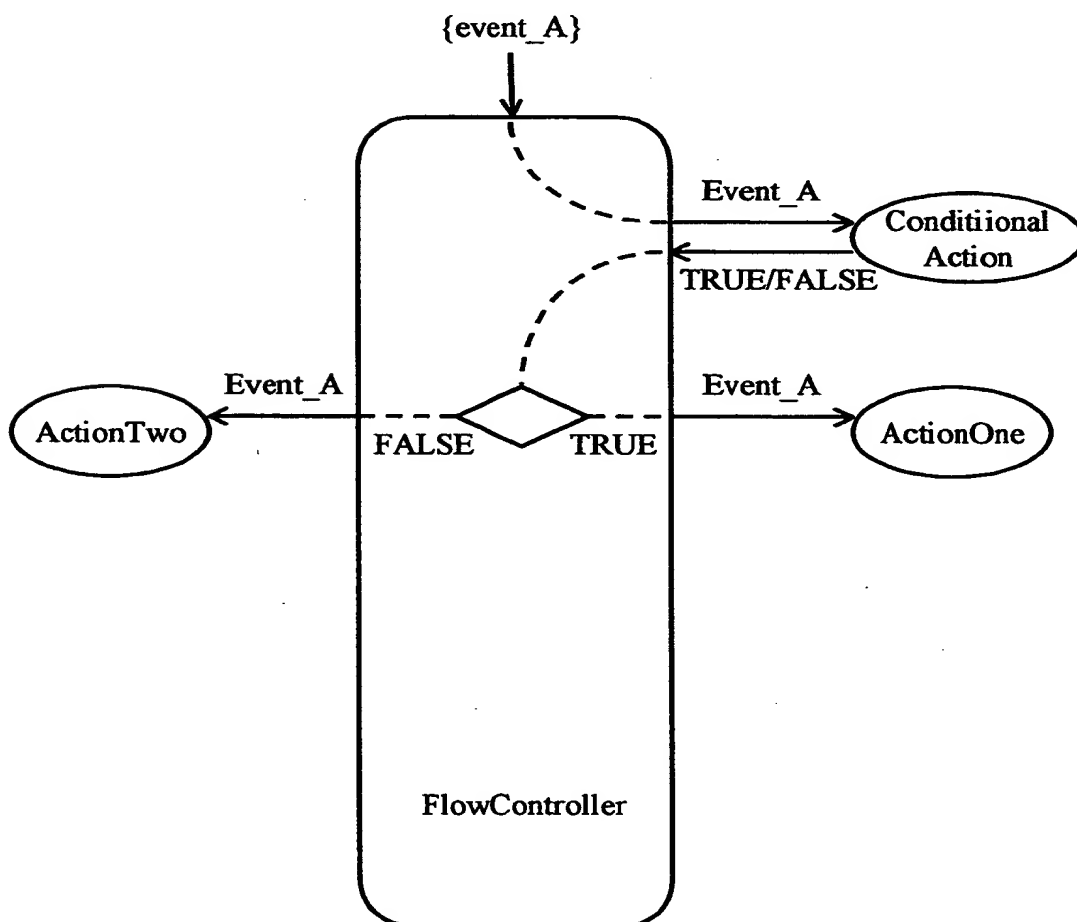 {event_A}
Event_A
Conditiional
Action
TRUE/FALSE
Event_A
Event_A
ActionTwo
FALSE
TRUE
ActionOne
FlowController